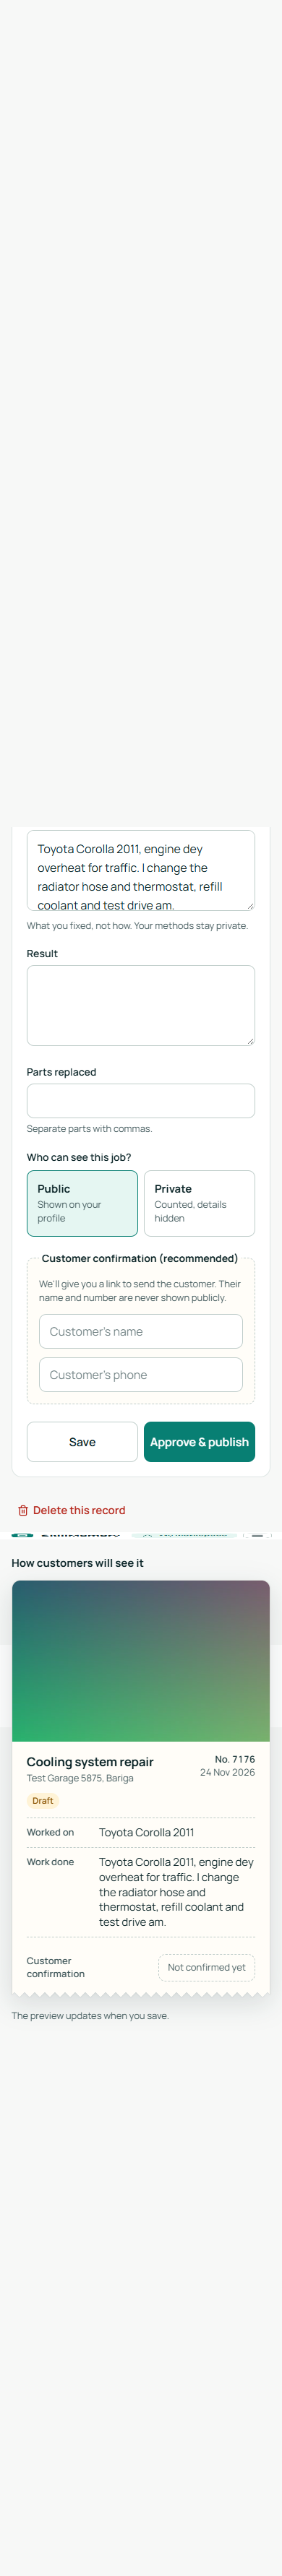 Toyota Corolla 2011, engine dey
overheat for traffic. I change the
radiator hose and thermostat, refill
coolant and test drive am.
What you fixed, not how. Your methods stay private.
Result
Parts replaced
Separate parts with commas.
Who can see this job?
Public
Shown on your
profile
Private
Counted, details
hidden
Customer confirmation (recommended)
We'll give you a link to send the customer. Their
name and number are never shown publicly.
Customer's name
Customer's phone
Save
Approve & publish
Delete this record
How customers will see it
Cooling system repair
No. 7176
Test Garage 5875, Bariga
24 Nov 2026
Draft
Worked on
Toyota Corolla 2011
Work done
Toyota Corolla 2011, engine dey
overheat for traffic. I change
the radiator hose and
thermostat, refill coolant and
test drive am.
Customer
confirmation
Not confirmed yet
The preview updates when you save.